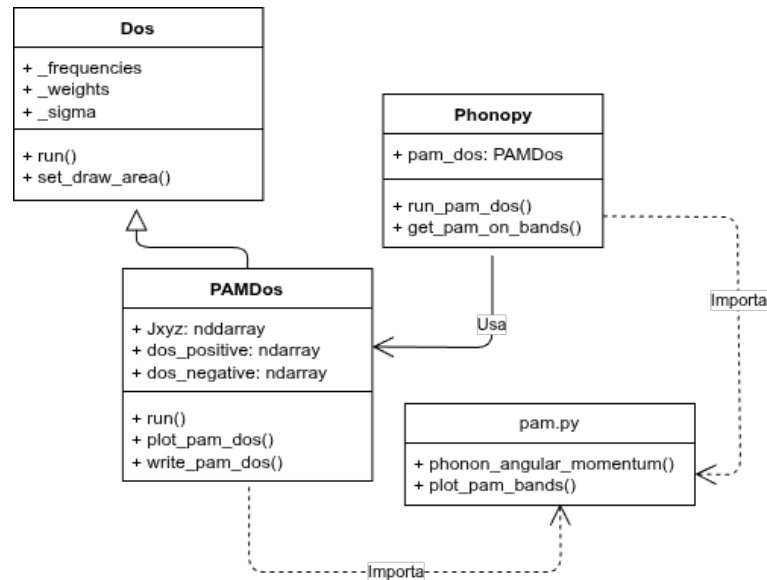 Dos
+ _frequencies
+ _weights
+ _sigma
+ run()
+ set_draw_area()
Phonopy
+ pam_dos: PAMDos
+ run_pam_dos()
+ get_pam_on_bands()
PAMDos
+ Jxyz: nddarray
+ dos_positive: ndarray
+ dos_negative: ndarray
+ run()
+ plot_pam_dos()
+ write_pam_dos()
Usa
Importa
pam.py
+ phonon_angular_momentum()
+ plot_pam_bands()
Importa